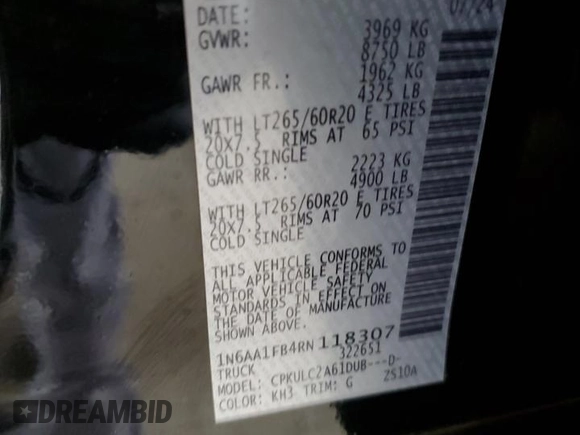 DATE: 07/24
GVWR: 3969 KG
8750 LB
GAWR FR.: 1962 KG
4325 LB
WITH LT265/60R20 E TIRES
20X7.5 RIMS AT 65 PSI
COLD SINGLE
GAWR RR.: 2223 KG
4900 LB
WITH LT265/60R20 E TIRES
20X7.5 RIMS AT 70 PSI
COLD SINGLE
THIS VEHICLE CONFORMS TO
ALL APPLICABLE FEDERAL
MOTOR VEHICLE SAFETY
STANDARDS IN EFFECT ON
THE DATE OF MANUFACTURE
SHOWN ABOVE.
1N6AA1FB4RN118307
TRUCK 322651
MODEL: CPKULC2A61DUB---D-
COLOR: KH3 TRIM: G 2S10A
DREAMBID